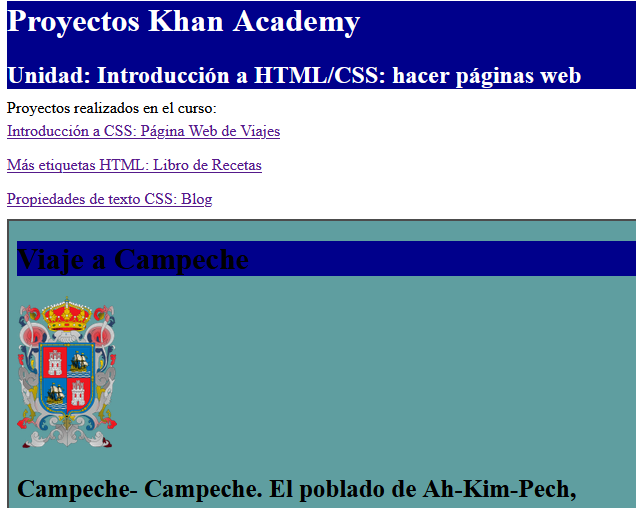 Proyectos Khan Academy
Unidad: Introducción a HTML/CSS: hacer páginas web
Proyectos realizados en el curso:
Introducción a CSS: Página Web de Viajes
Más etiquetas HTML: Libro de Recetas
Propiedades de texto CSS: Blog
Viaje a Campeche
Campeche- Campeche. El poblado de Ah-Kim-Pech,